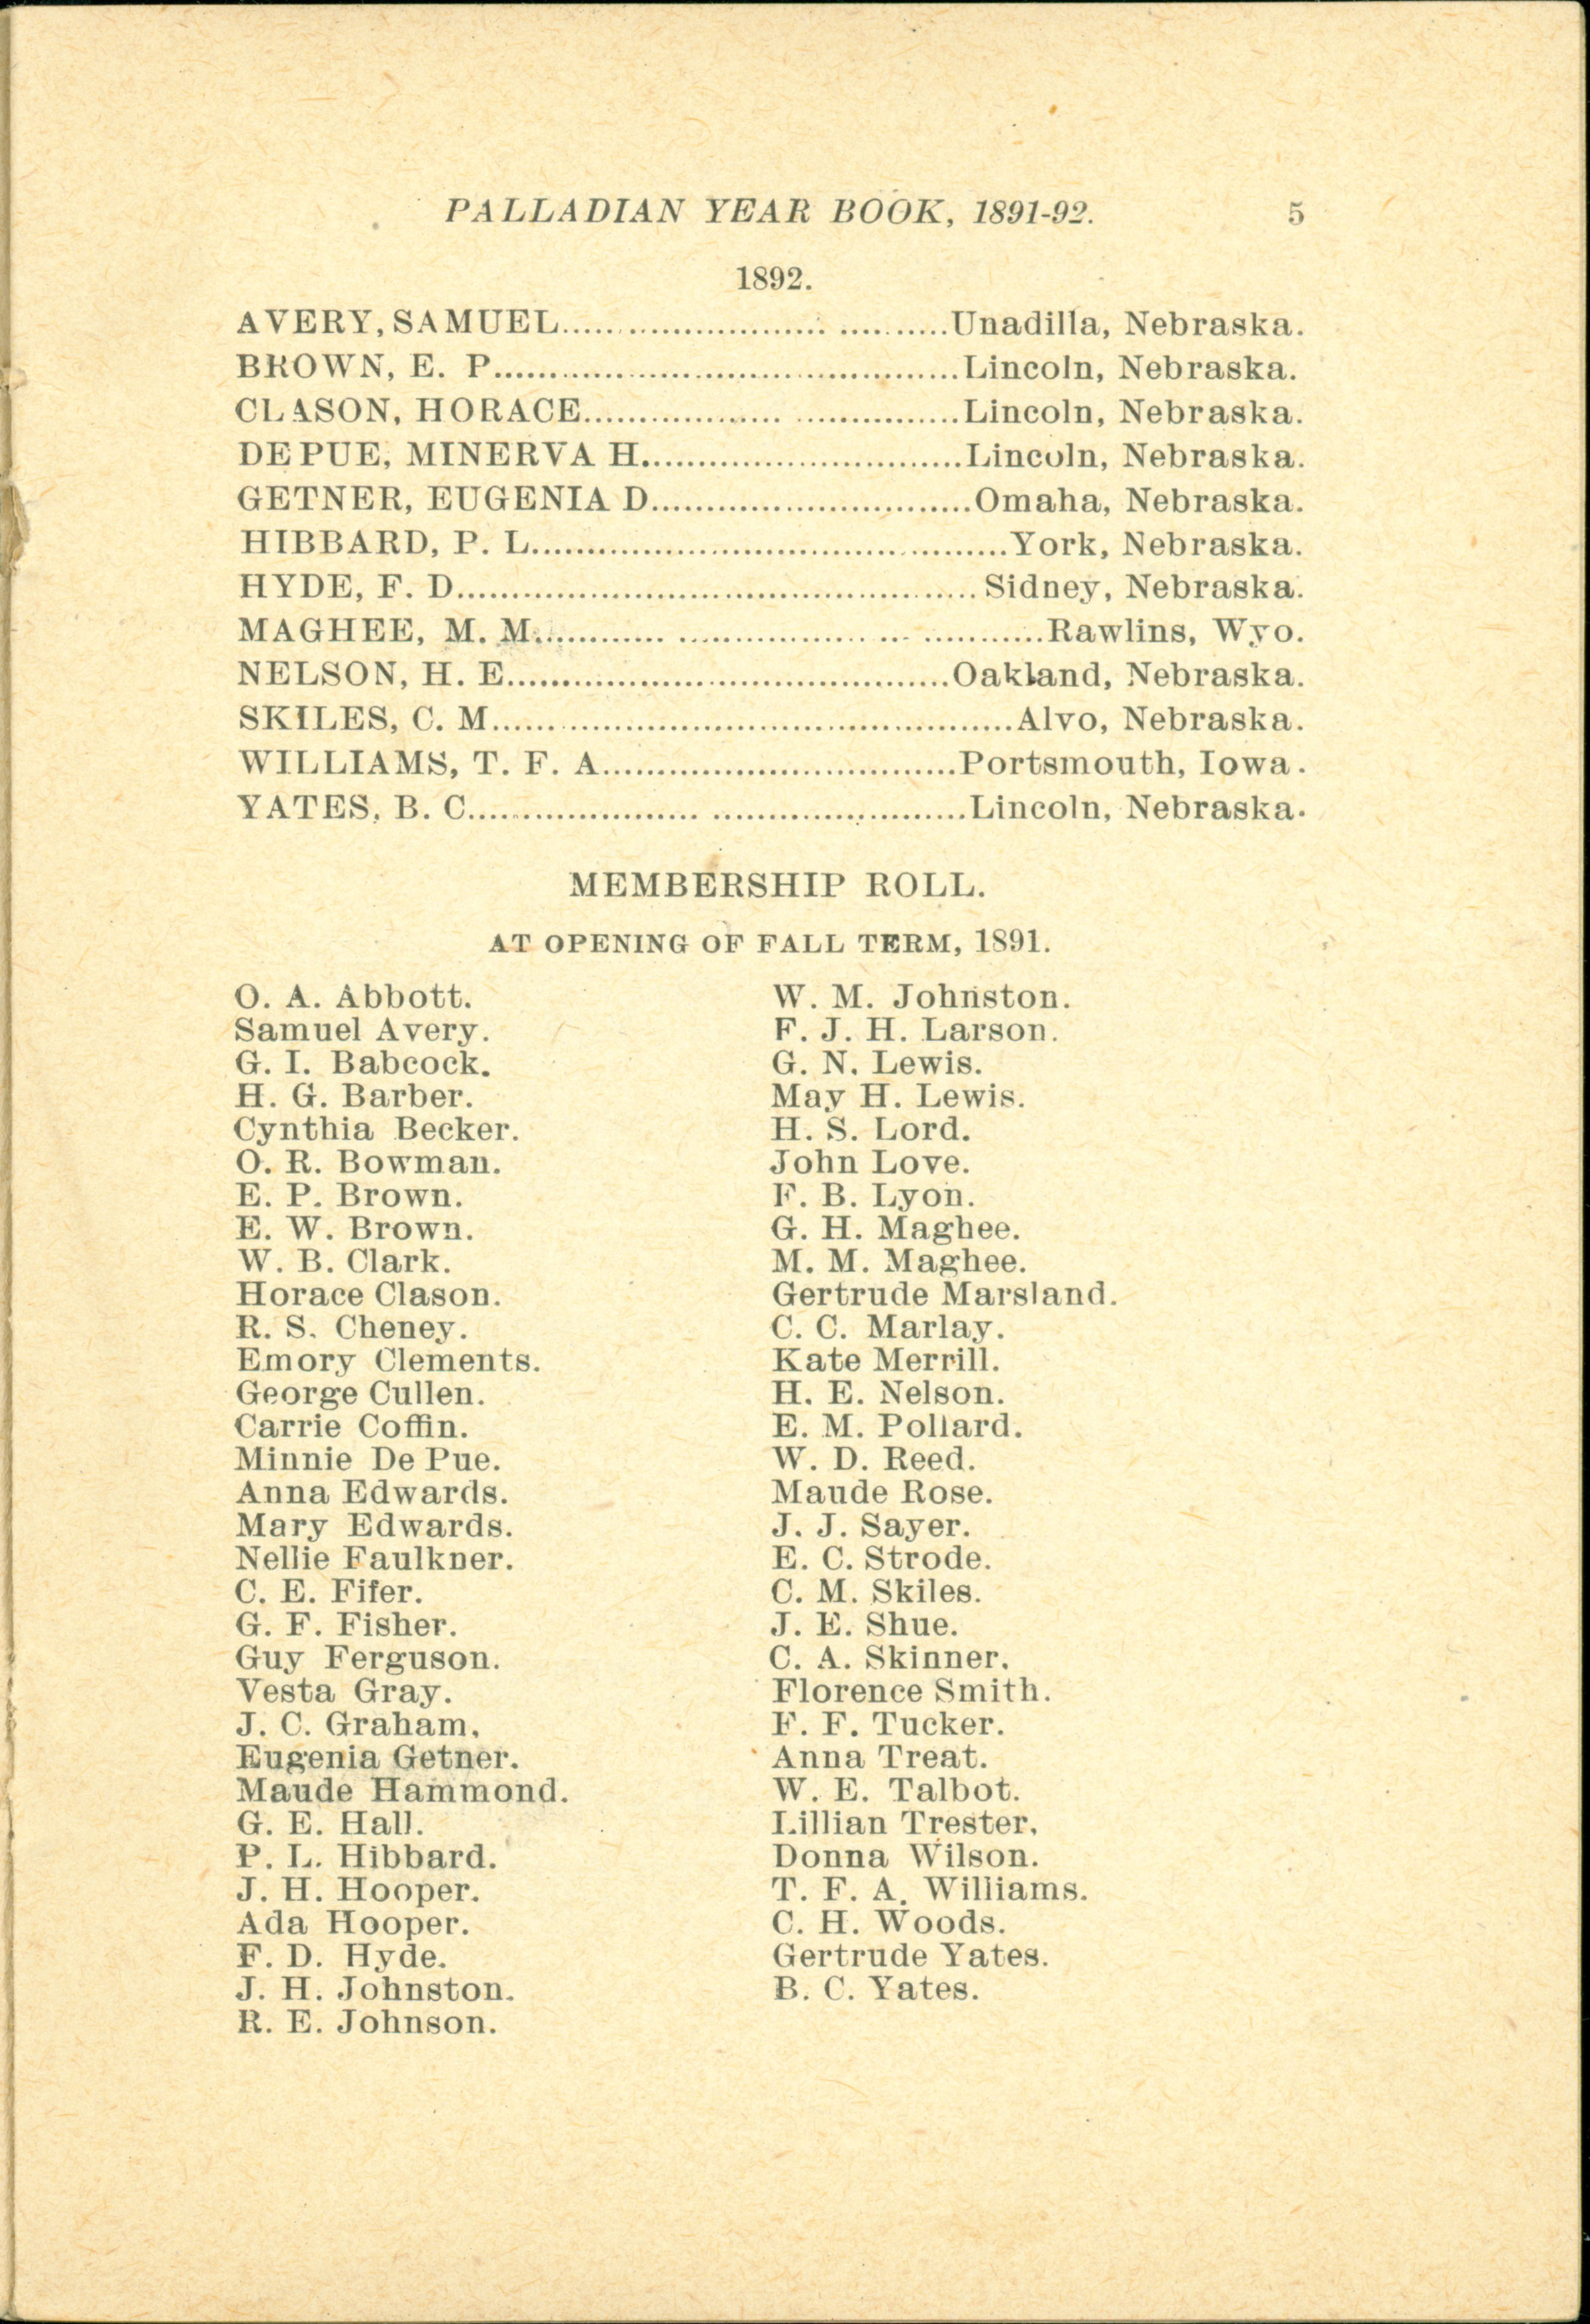 PALLADIAN YEAR BOOK, 1891-92. 5
1892.
AVERY, SAMUEL.................................Unadilla, Nebraska.
BROWN, E. P.................................Lincoln, Nebraska.
CLASON, HORACE.................................Lincoln, Nebraska.
DE PUE, MINERVA H.................................Lincoln, Nebraska.
GETNER, EUGENIA D.................................Omaha, Nebraska.
HIBBARD, P. L.................................York, Nebraska.
HYDE, F. D.................................Sidney, Nebraska.
MAGHEE, M. M.................................Rawlins, Wyo.
NELSON, H. E.................................Oakland, Nebraska.
SKILES, C. M.................................Alvo, Nebraska.
WILLIAMS, T. F. A.................................Portsmouth, Iowa.
YATES, B. C.................................Lincoln, Nebraska.
MEMBERSHIP ROLL.
AT OPENING OF FALL TERM, 1891.
O. A. Abbott.
Samuel Avery.
G. I. Babcock.
H. G. Barber.
Cynthia Becker.
O. R. Bowman.
E. P. Brown.
E. W. Brown.
W. B. Clark.
Horace Clason.
R. S. Cheney.
Emory Clements.
George Cullen.
Carrie Coffin.
Minnie De Pue.
Anna Edwards.
Mary Edwards.
Nellie Faulkner.
C. E. Fifer.
G. F. Fisher.
Guy Ferguson.
Vesta Gray.
J. C. Graham.
Eugenia Getner.
Maude Hammond.
G. E. Hall.
P. L. Hibbard.
J. H. Hooper.
Ada Hooper.
F. D. Hyde.
J. H. Johnston.
R. E. Johnson.
W. M. Johnston.
F. J. H. Larson.
G. N. Lewis.
May H. Lewis.
H. S. Lord.
John Love.
F. B. Lyon.
G. H. Maghee.
M. M. Maghee.
Gertrude Marsland.
C. C. Marlay.
Kate Merrill.
H. E. Nelson.
E. M. Pollard.
W. D. Reed.
Maude Rose.
J. J. Sayer.
E. C. Strode.
C. M. Skiles.
J. E. Shue.
C. A. Skinner.
Florence Smith.
F. F. Tucker.
Anna Treat.
W. E. Talbot.
Lillian Trester.
Donna Wilson.
T. F. A. Williams.
C. H. Woods.
Gertrude Yates.
B. C. Yates.